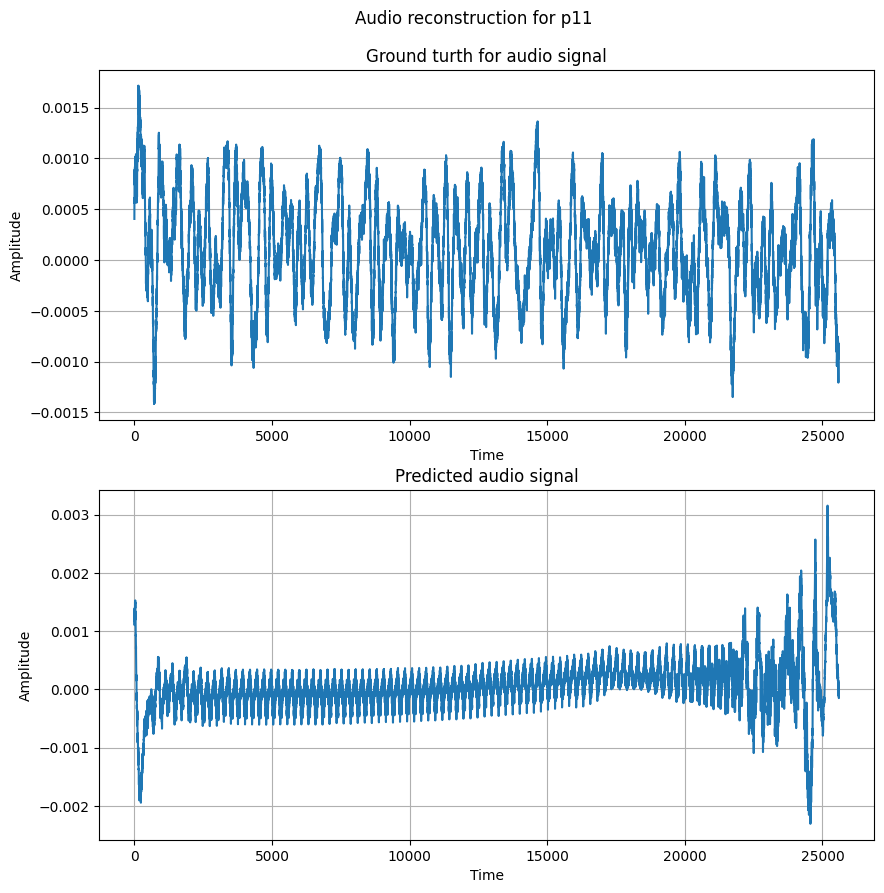 Audio reconstruction for p11
Ground turth for audio signal
0.0015
0.0010
0.0005
0.0000
−0.0005
−0.0010
−0.0015
Amplitude
0 5000 10000 15000 20000 25000
Time
Predicted audio signal
0.003
0.002
0.001
0.000
−0.001
−0.002
Amplitude
0 5000 10000 15000 20000 25000
Time